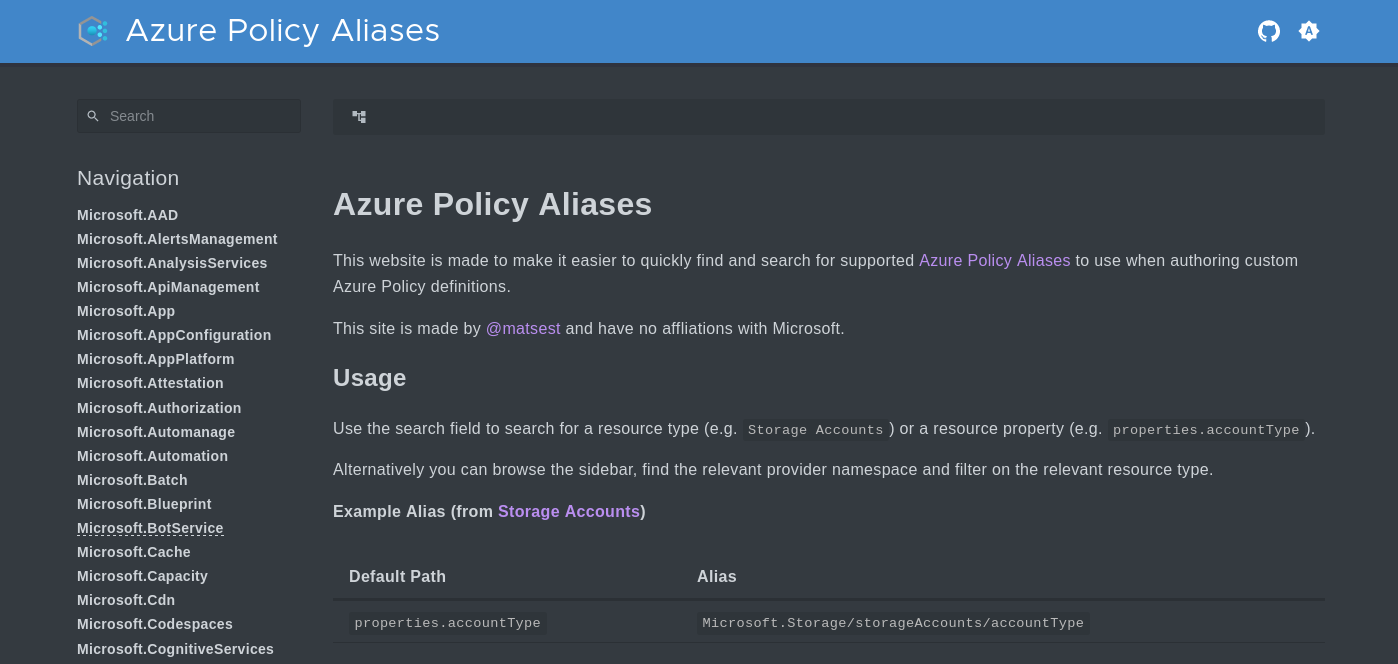 Azure Policy Aliases
Search
Navigation
Microsoft.AAD
Microsoft.AlertsManagement
Microsoft.AnalysisServices
Microsoft.ApiManagement
Microsoft.App
Microsoft.AppConfiguration
Microsoft.AppPlatform
Microsoft.Attestation
Microsoft.Authorization
Microsoft.Automanage
Microsoft.Automation
Microsoft.Batch
Microsoft.Blueprint
Microsoft.BotService
Microsoft.Cache
Microsoft.Capacity
Microsoft.Cdn
Microsoft.Codespaces
Microsoft.CognitiveServices
Azure Policy Aliases
This website is made to make it easier to quickly find and search for supported Azure Policy Aliases to use when authoring custom
Azure Policy definitions.
This site is made by @matsest and have no affliations with Microsoft.
Usage
Use the search field to search for a resource type (e.g. Storage Accounts) or a resource property (e.g. properties.accountType).
Alternatively you can browse the sidebar, find the relevant provider namespace and filter on the relevant resource type.
Example Alias (from Storage Accounts)
Default Path Alias
properties.accountType Microsoft.Storage/storageAccounts/accountType